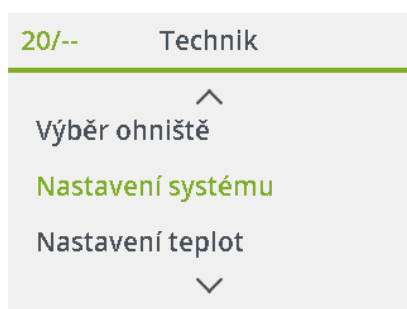 20/-- Technik
Výběr ohniště
Nastavení systému
Nastavení teplot